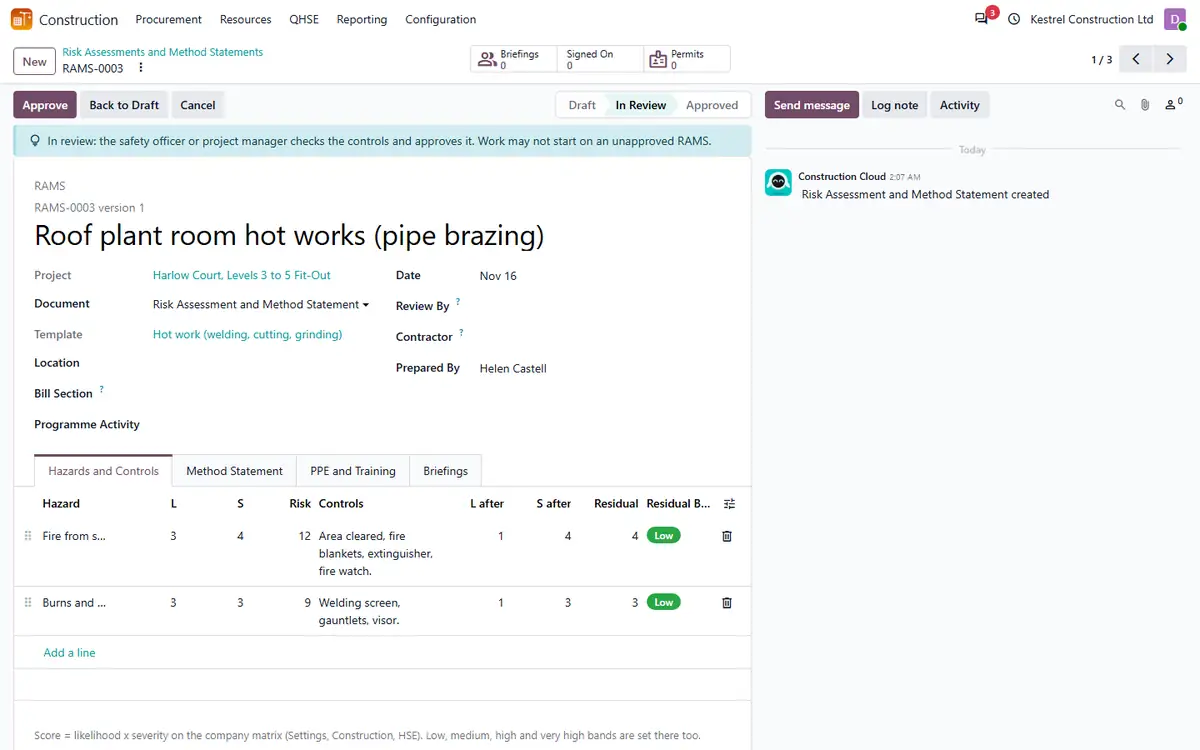 Construction Procurement Resources QHSE Reporting Configuration 3 Kestrel Construction Ltd D
New Risk Assessments and Method Statements
RAMS-0003
Briefings 0 Signed On 0 Permits 0
1 / 3
Approve Back to Draft Cancel Draft In Review Approved
Send message Log note Activity 0
In review: the safety officer or project manager checks the controls and approves it. Work may not start on an unapproved RAMS.
Today
Construction Cloud 2:07 AM
Risk Assessment and Method Statement created
RAMS
RAMS-0003 version 1
Roof plant room hot works (pipe brazing)
Project Harlow Court, Levels 3 to 5 Fit-Out
Document Risk Assessment and Method Statement
Template Hot work (welding, cutting, grinding)
Location
Bill Section ?
Programme Activity
Date Nov 16
Review By ?
Contractor ?
Prepared By Helen Castell
Hazards and Controls Method Statement PPE and Training Briefings
Hazard L S Risk Controls L after S after Residual Residual B...
Fire from s... 3 4 12 Area cleared, fire 1 4 4 Low
blankets, extinguisher,
fire watch.
Burns and ... 3 3 9 Welding screen, 1 3 3 Low
gauntlets, visor.
Add a line
Score = likelihood x severity on the company matrix (Settings, Construction, HSE). Low, medium, high and very high bands are set there too.